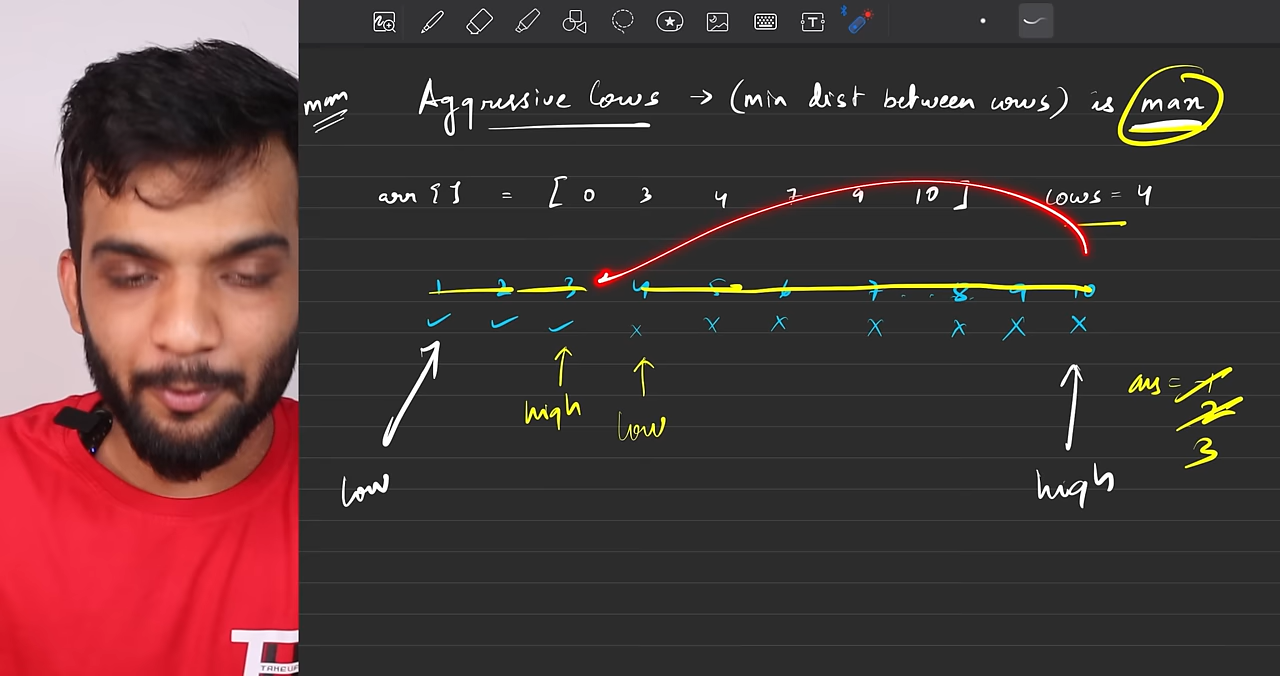 Aggressive Cows → (min dist between cows) is max
arr [] = [ 0 3 4 7 9 10 ] cows = 4
1 2 3 4 5 6 7 . . . 8 9 10
✓ ✓ ✓ x x x x x x x
high low
low high
ans = 1
2
3
T
TAKEUF